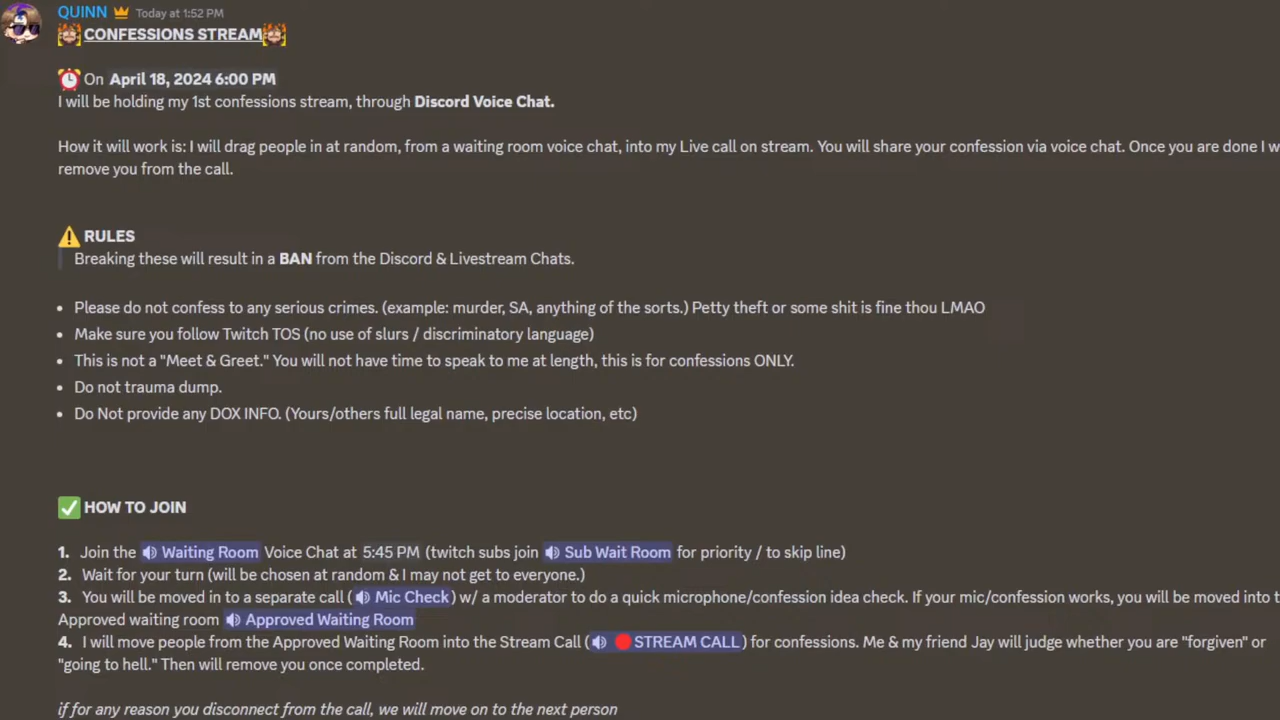 QUINN Today at 1:52 PM
CONFESSIONS STREAM
On April 18, 2024 6:00 PM
I will be holding my 1st confessions stream, through Discord Voice Chat.
How it will work is: I will drag people in at random, from a waiting room voice chat, into my Live call on stream. You will share your confession via voice chat. Once you are done I
remove you from the call.
RULES
Breaking these will result in a BAN from the Discord & Livestream Chats.
• Please do not confess to any serious crimes. (example: murder, SA, anything of the sorts.) Petty theft or some shit is fine thou LMAO
• Make sure you follow Twitch TOS (no use of slurs / discriminatory language)
• This is not a "Meet & Greet." You will not have time to speak to me at length, this is for confessions ONLY.
• Do not trauma dump.
• Do Not provide any DOX INFO. (Yours/others full legal name, precise location, etc)
HOW TO JOIN
1. Join the Waiting Room Voice Chat at 5:45 PM (twitch subs join Sub Wait Room for priority / to skip line)
2. Wait for your turn (will be chosen at random & I may not get to everyone.)
3. You will be moved in to a separate call ( Mic Check ) w/ a moderator to do a quick microphone/confession idea check. If your mic/confession works, you will be moved into
Approved waiting room Approved Waiting Room
4. I will move people from the Approved Waiting Room into the Stream Call ( STREAM CALL ) for confessions. Me & my friend Jay will judge whether you are "forgiven" or
"going to hell." Then will remove you once completed.
if for any reason you disconnect from the call, we will move on to the next person